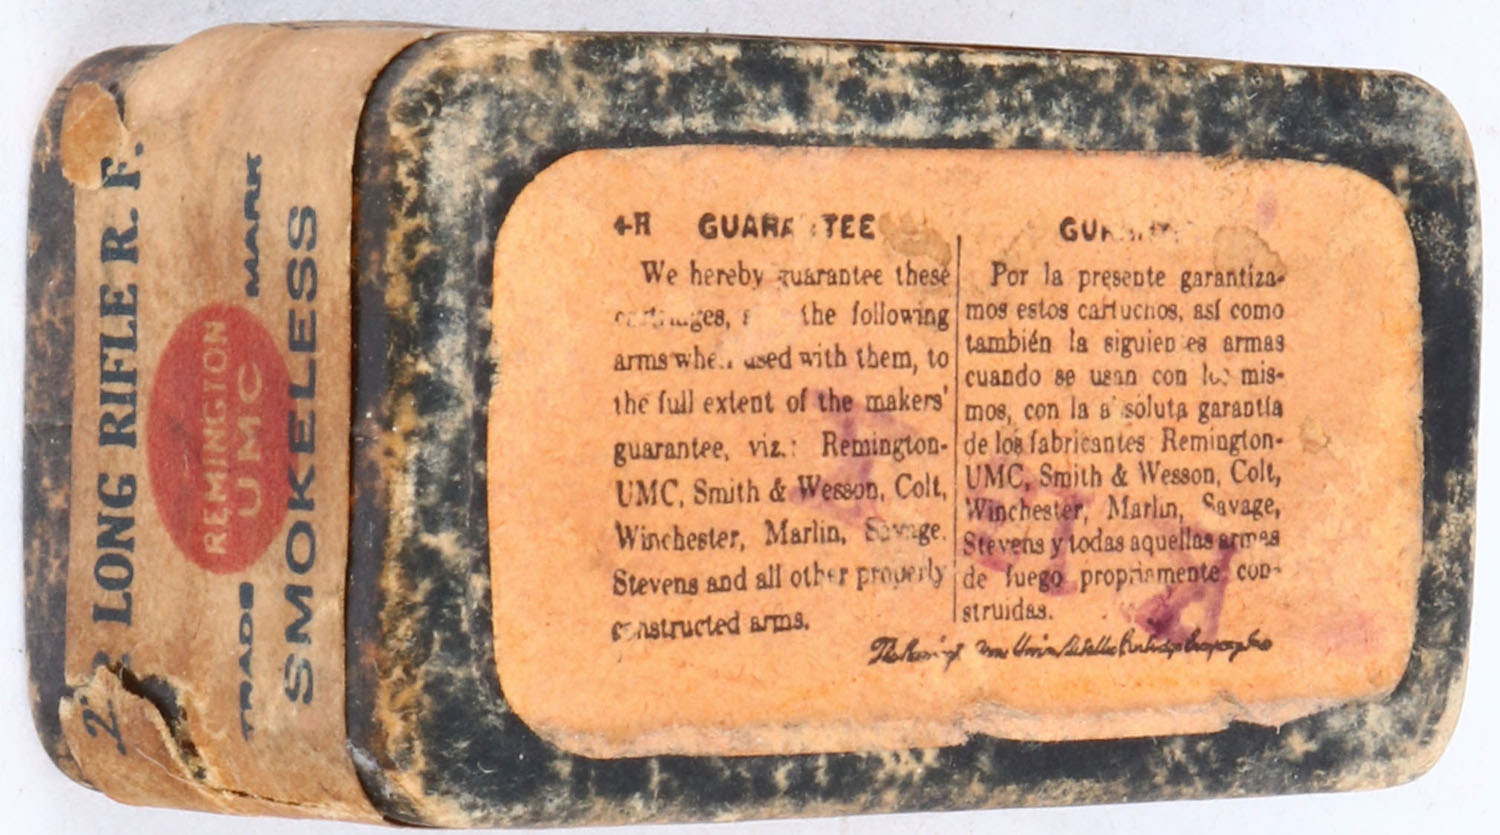 22 LONG RIFLE R. F.
REMINGTON
UMC
TRADE MARK
SMOKELESS
4-R GUARANTEE
We hereby guarantee these
the following
arms when used with them, to
the full extent of the makers'
guarantee, viz.: Remington-
UMC, Smith & Wesson, Colt,
Winchester, Marlin, Savage,
Stevens and all other properly
constructed arms.
Por la presente garantiza-
mos estos cartuchos, así como
también la siguientes armas
cuando se usan con los mis-
mos, con la absoluta garantía
de los fabricantes Remington-
UMC, Smith & Wesson, Colt,
Winchester, Marlin, Savage,
Stevens y todas aquellas armas
de fuego propriamente con-
struidas.